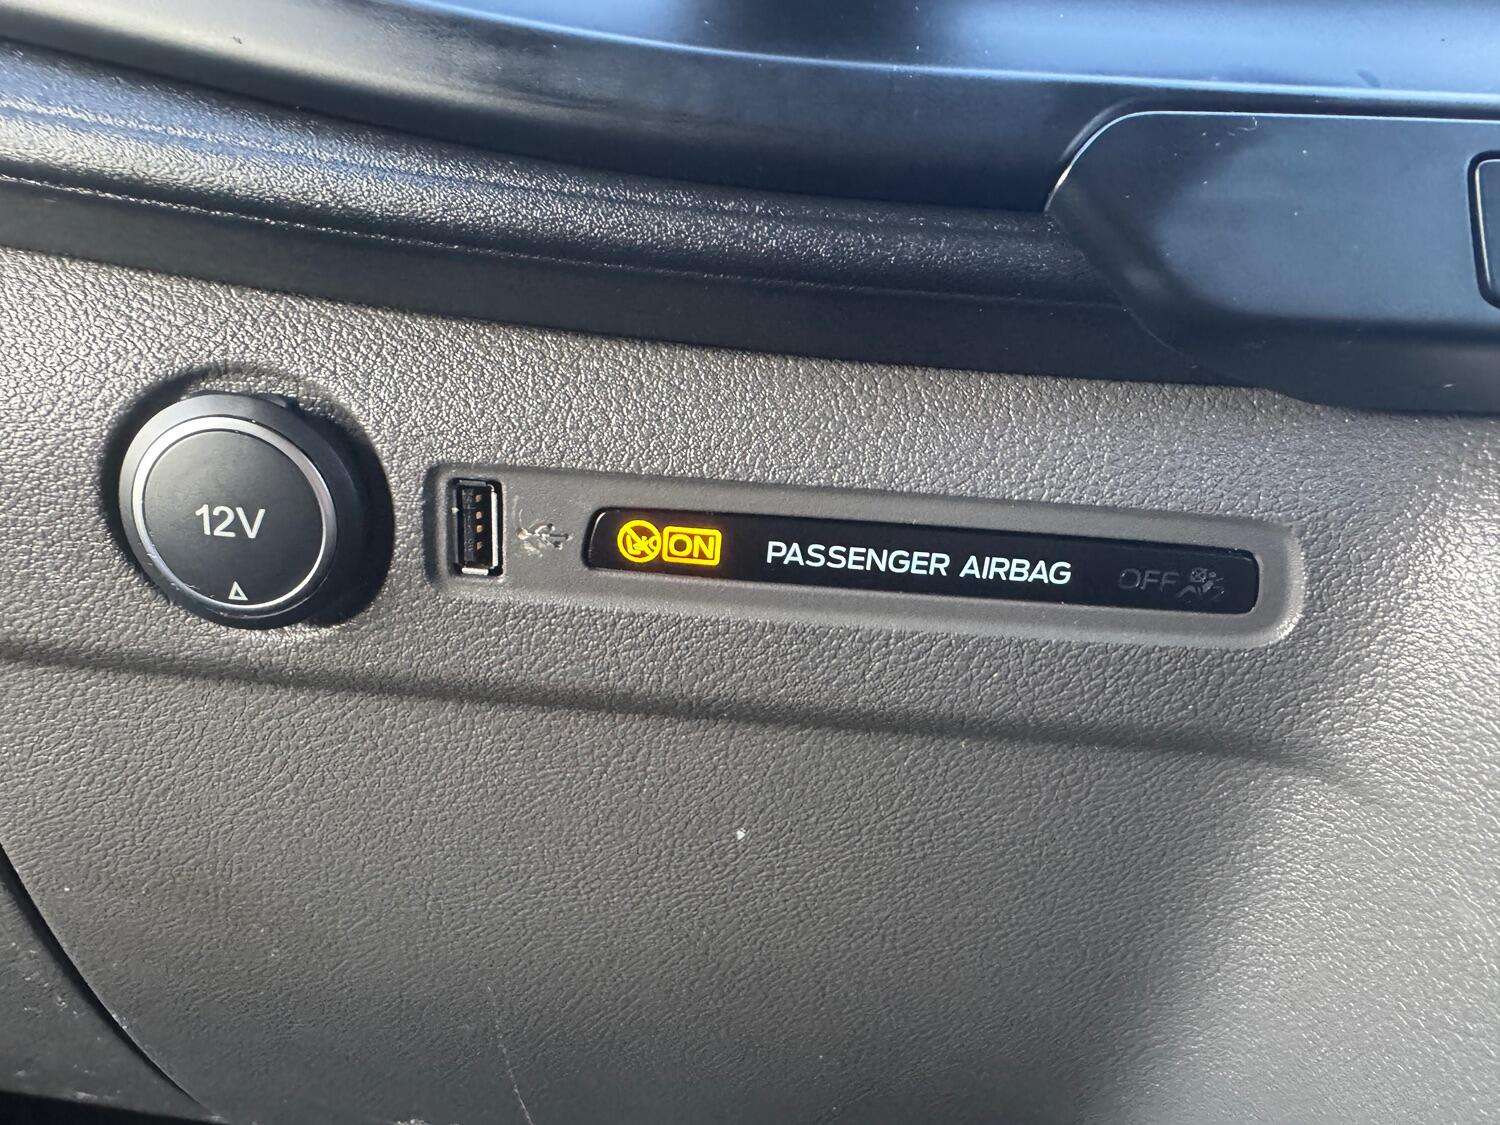 12V
ON PASSENGER AIRBAG OFF